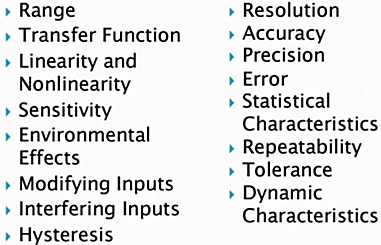 Range
Transfer Function
Linearity and
Nonlinearity
Sensitivity
Environmental
Effects
Modifying Inputs
Interfering Inputs
Hysteresis
Resolution
Accuracy
Precision
Error
Statistical
Characteristics
Repeatability
Tolerance
Dynamic
Characteristics